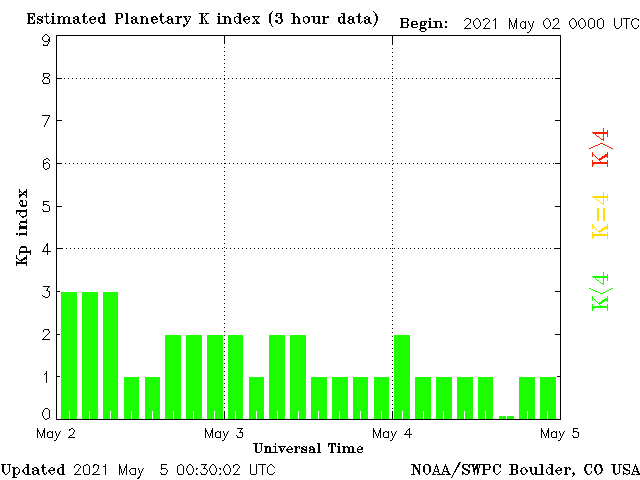 Estimated Planetary K index (3 hour data)
Begin: 2021 May 02 0000 UTC
9
8
7
6
5
4
3
2
1
0
Kp index
K>4
K=4
K<4
May 2
May 3
May 4
May 5
Universal Time
Updated 2021 May 5 00:30:02 UTC
NOAA/SWPC Boulder, CO USA